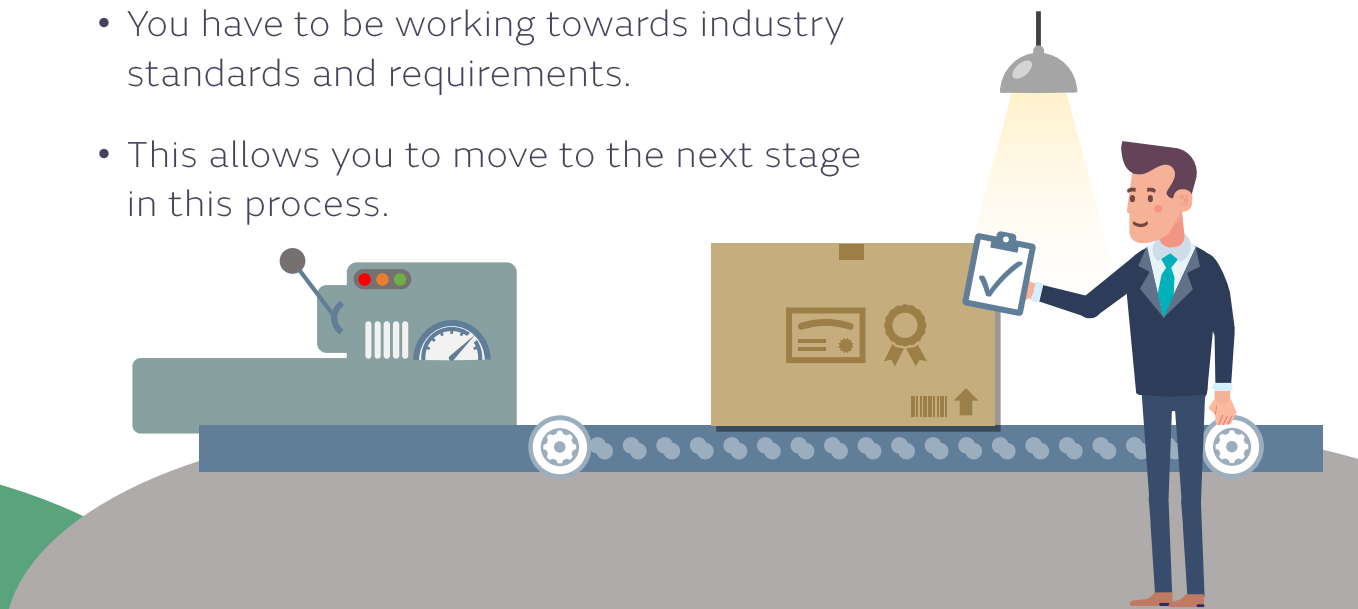 • You have to be working towards industry
standards and requirements.
• This allows you to move to the next stage
in this process.